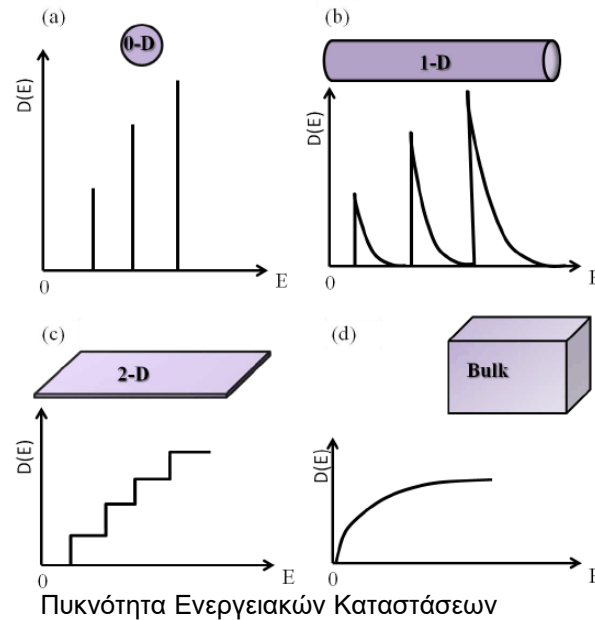 (a)
0-D
D(E)
0
E
(b)
1-D
D(E)
0
(c)
2-D
D(E)
0
E
(d)
Bulk
D(E)
0
Πυκνότητα Ενεργειακών Καταστάσεων